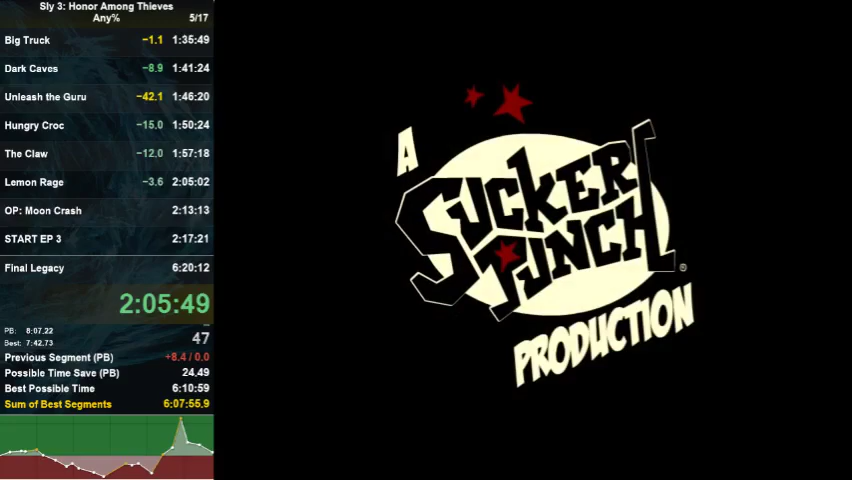 Sly 3: Honor Among Thieves
Any% 5/17
Big Truck −1.1 1:35:49
Dark Caves −8.9 1:41:24
Unleash the Guru −42.1 1:46:20
Hungry Croc −15.0 1:50:24
The Claw −12.0 1:57:18
Lemon Rage −3.6 2:05:02
OP: Moon Crash 2:13:13
START EP 3 2:17:21
Final Legacy 6:20:12
2:05:49
PB: 8:07.22
Best: 7:42.73
47
Previous Segment (PB) +8.4 / 0.0
Possible Time Save (PB) 24.49
Best Possible Time 6:10:59
Sum of Best Segments 6:07:55.9
A
SUCKER
PUNCH®
PRODUCTION